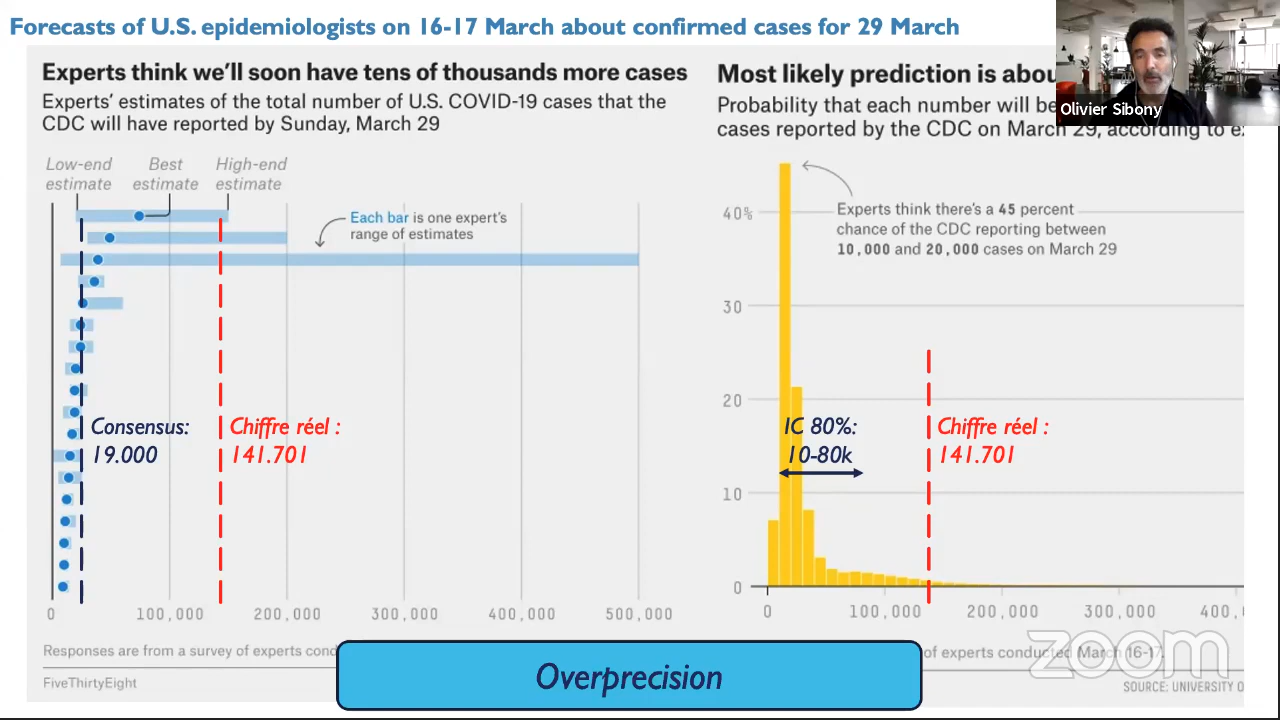 Forecasts of U.S. epidemiologists on 16-17 March about confirmed cases for 29 March
Olivier Sibony
Experts think we'll soon have tens of thousands more cases
Experts' estimates of the total number of U.S. COVID-19 cases that the
CDC will have reported by Sunday, March 29
Low-end
estimate
Best
estimate
High-end
estimate
Each bar is one expert's
range of estimates
Consensus:
19.000
Chiffre réel :
141.701
0
100,000
200,000
300,000
400,000
500,000
Responses are from a survey of experts
FiveThirtyEight
Most likely prediction is
Probability that each number will
cases reported by the CDC on March 29, according to
40%
30
20
10
0
Experts think there's a 45 percent
chance of the CDC reporting between
10,000 and 20,000 cases on March 29
IC 80%:
10-80k
Chiffre réel :
141.701
0
100,000
200,000
300,000
400,
of experts conducted March 16-17.
SOURCE: UNIVERSITY
zoom
Overprecision